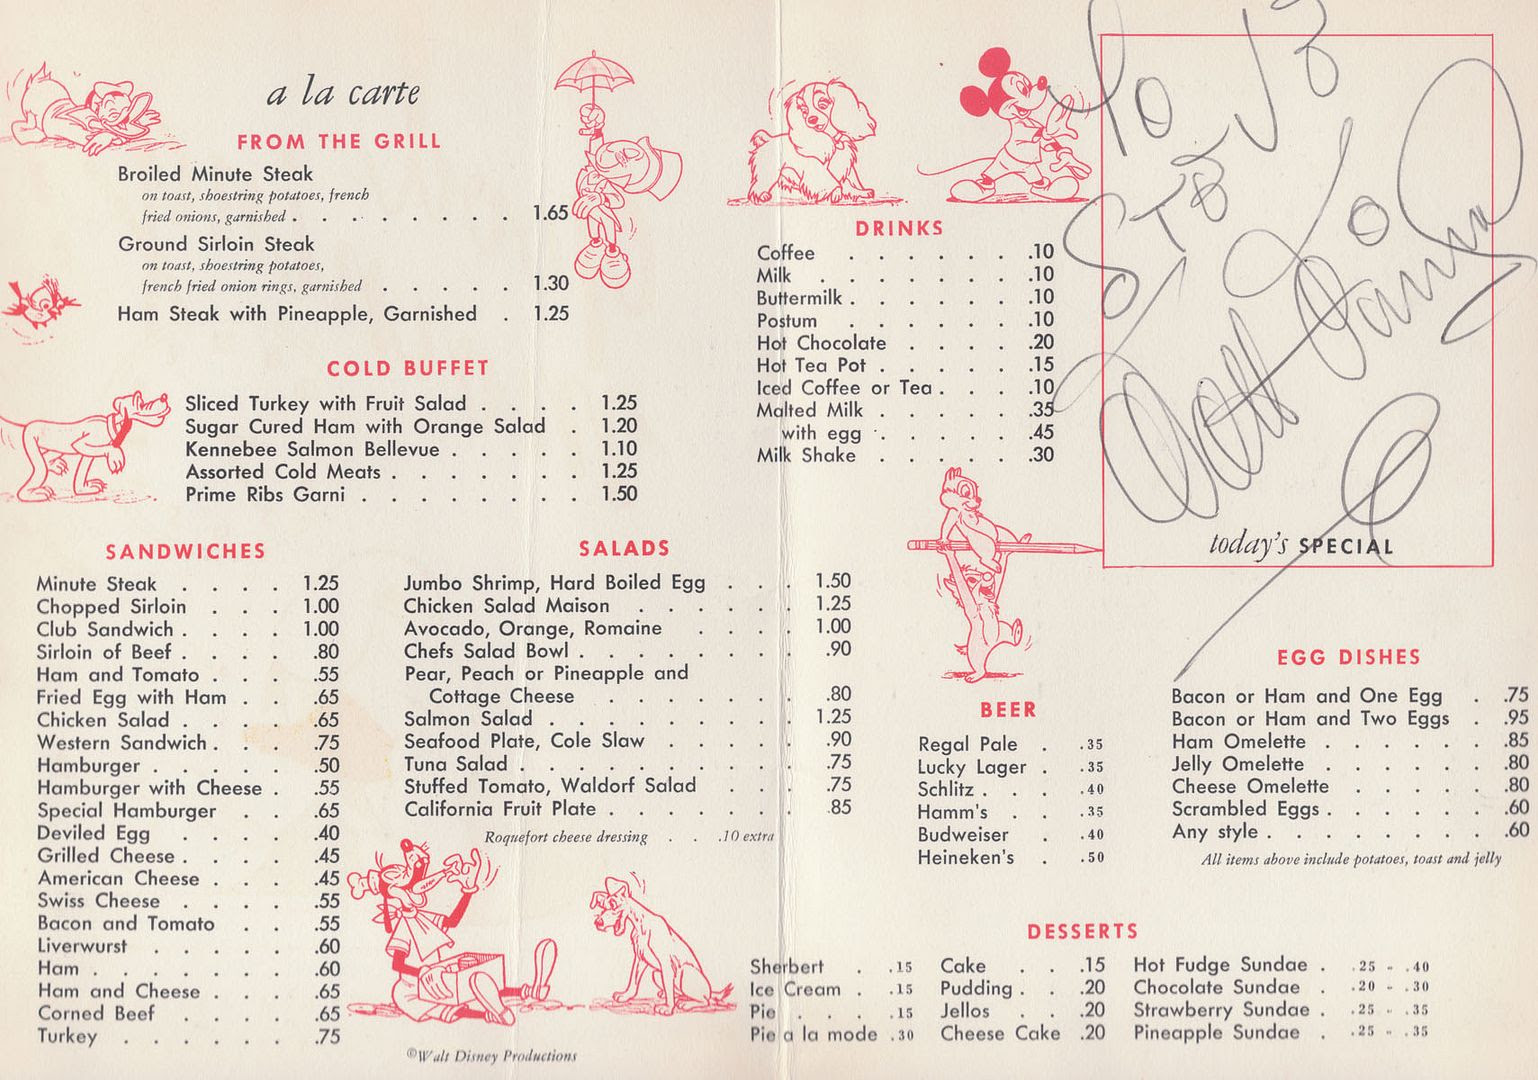 a la carte
FROM THE GRILL
Broiled Minute Steak
on toast, shoestring potatoes, french
fried onions, garnished . . . . . . . . 1.65
Ground Sirloin Steak
on toast, shoestring potatoes,
french fried onion rings, garnished . . . . . 1.30
Ham Steak with Pineapple, Garnished . 1.25
COLD BUFFET
Sliced Turkey with Fruit Salad . . . . 1.25
Sugar Cured Ham with Orange Salad . 1.20
Kennebee Salmon Bellevue . . . . . 1.10
Assorted Cold Meats . . . . . . . 1.25
Prime Ribs Garni . . . . . . . . 1.50
SANDWICHES
Minute Steak . . . . 1.25
Chopped Sirloin . . . 1.00
Club Sandwich . . . . 1.00
Sirloin of Beef . . . . .80
Ham and Tomato . . . .55
Fried Egg with Ham . . .65
Chicken Salad . . . . .65
Western Sandwich . . . .75
Hamburger . . . . . .50
Hamburger with Cheese . .55
Special Hamburger . . .65
Deviled Egg . . . . .40
Grilled Cheese . . . . .45
American Cheese . . . .45
Swiss Cheese . . . . .55
Bacon and Tomato . . .55
Liverwurst . . . . . .60
Ham . . . . . . . .60
Ham and Cheese . . . .65
Corned Beef . . . . .65
Turkey . . . . . . .75
SALADS
Jumbo Shrimp, Hard Boiled Egg . . . 1.50
Chicken Salad Maison . . . . . . 1.25
Avocado, Orange, Romaine . . . . 1.00
Chefs Salad Bowl . . . . . . . . .90
Pear, Peach or Pineapple and
Cottage Cheese . . . . . . . .80
Salmon Salad . . . . . . . . . 1.25
Seafood Plate, Cole Slaw . . . . . .90
Tuna Salad . . . . . . . . . . .75
Stuffed Tomato, Waldorf Salad . . . .75
California Fruit Plate . . . . . . . .85
Roquefort cheese dressing . . .10 extra
©Walt Disney Productions
DRINKS
Coffee . . . . . . .10
Milk . . . . . . . .10
Buttermilk . . . . . . .10
Postum . . . . . . .10
Hot Chocolate . . . . .20
Hot Tea Pot . . . . . .15
Iced Coffee or Tea . . . .10
Malted Milk . . . . . .35
with egg . . . . . .45
Milk Shake . . . . . .30
To
Steve
Walt Disney
today's SPECIAL
BEER
Regal Pale . .35
Lucky Lager . .35
Schlitz . . . .40
Hamm's . . .35
Budweiser . .40
Heineken's . .50
EGG DISHES
Bacon or Ham and One Egg . .75
Bacon or Ham and Two Eggs . .95
Ham Omelette . . . . . . .85
Jelly Omelette . . . . . . .80
Cheese Omelette . . . . . .80
Scrambled Eggs . . . . . . .60
Any style . . . . . . . . .60
All items above include potatoes, toast and jelly
DESSERTS
Sherbert . .15
Ice Cream . .15
Pie . . . . .15
Pie a la mode .30
Cake . . .15
Pudding . . .20
Jellos . . .20
Cheese Cake .20
Hot Fudge Sundae . .25 - .40
Chocolate Sundae . .20 - .30
Strawberry Sundae . .25 - .35
Pineapple Sundae . .25 - .35